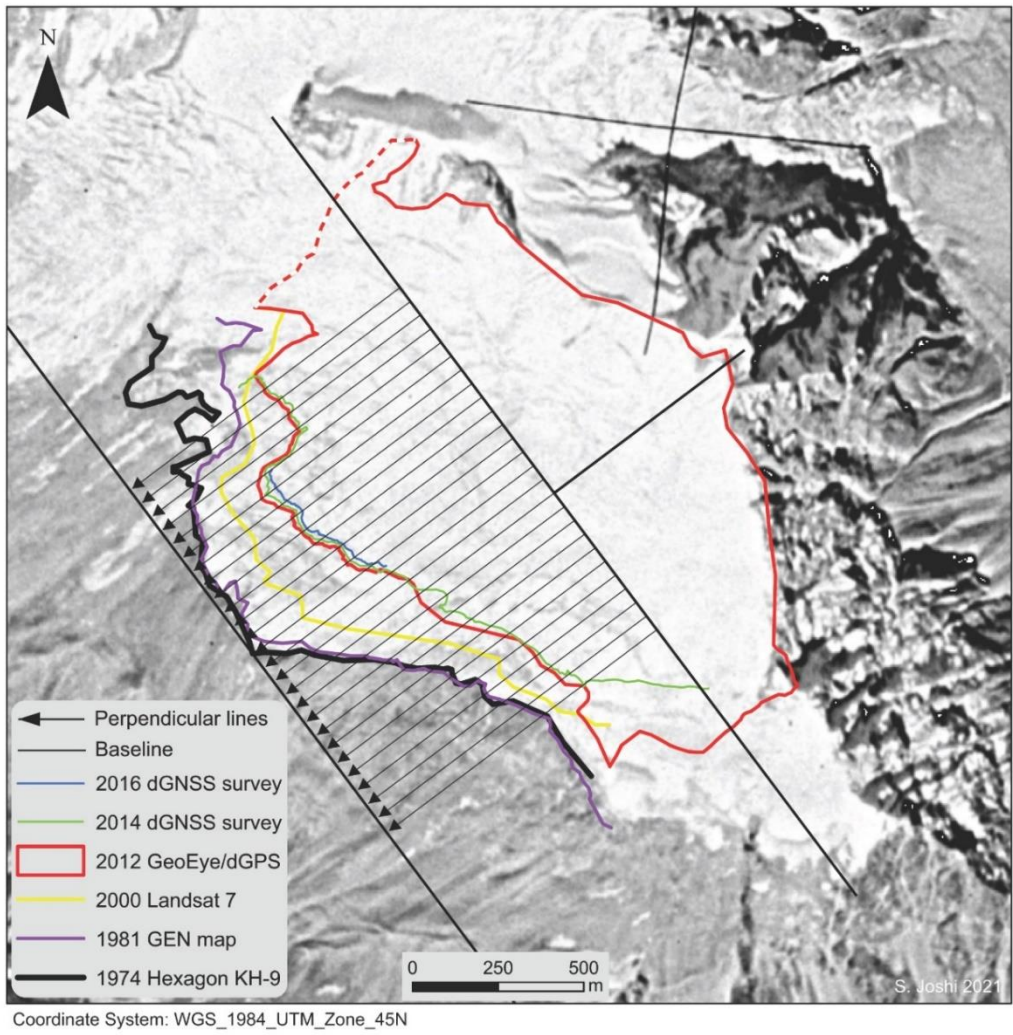 N
Perpendicular lines
Baseline
2016 dGNSS survey
2014 dGNSS survey
2012 GeoEye/dGPS
2000 Landsat 7
1981 GEN map
1974 Hexagon KH-9
0 250 500
m
S. Joshi 2021
Coordinate System: WGS_1984_UTM_Zone_45N